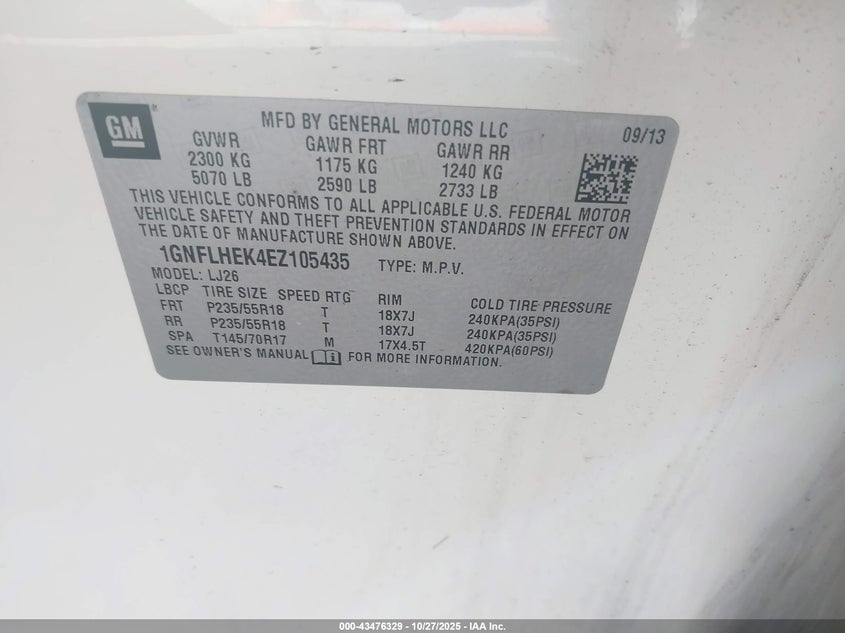 GM
MFD BY GENERAL MOTORS LLC
09/13
GVWR GAWR FRT GAWR RR
2300 KG 1175 KG 1240 KG
5070 LB 2590 LB 2733 LB
THIS VEHICLE CONFORMS TO ALL APPLICABLE U.S. FEDERAL MOTOR
VEHICLE SAFETY AND THEFT PREVENTION STANDARDS IN EFFECT ON
THE DATE OF MANUFACTURE SHOWN ABOVE.
1GNFLHEK4EZ105435 TYPE: M.P.V.
MODEL: LJ26
LBCP TIRE SIZE SPEED RTG RIM COLD TIRE PRESSURE
FRT P235/55R18 T 18X7J 240KPA(35PSI)
RR P235/55R18 T 18X7J 240KPA(35PSI)
SPA T145/70R17 M 17X4.5T 420KPA(60PSI)
SEE OWNER'S MANUAL FOR MORE INFORMATION.
000-43476329 - 10/27/2025 - IAA Inc.